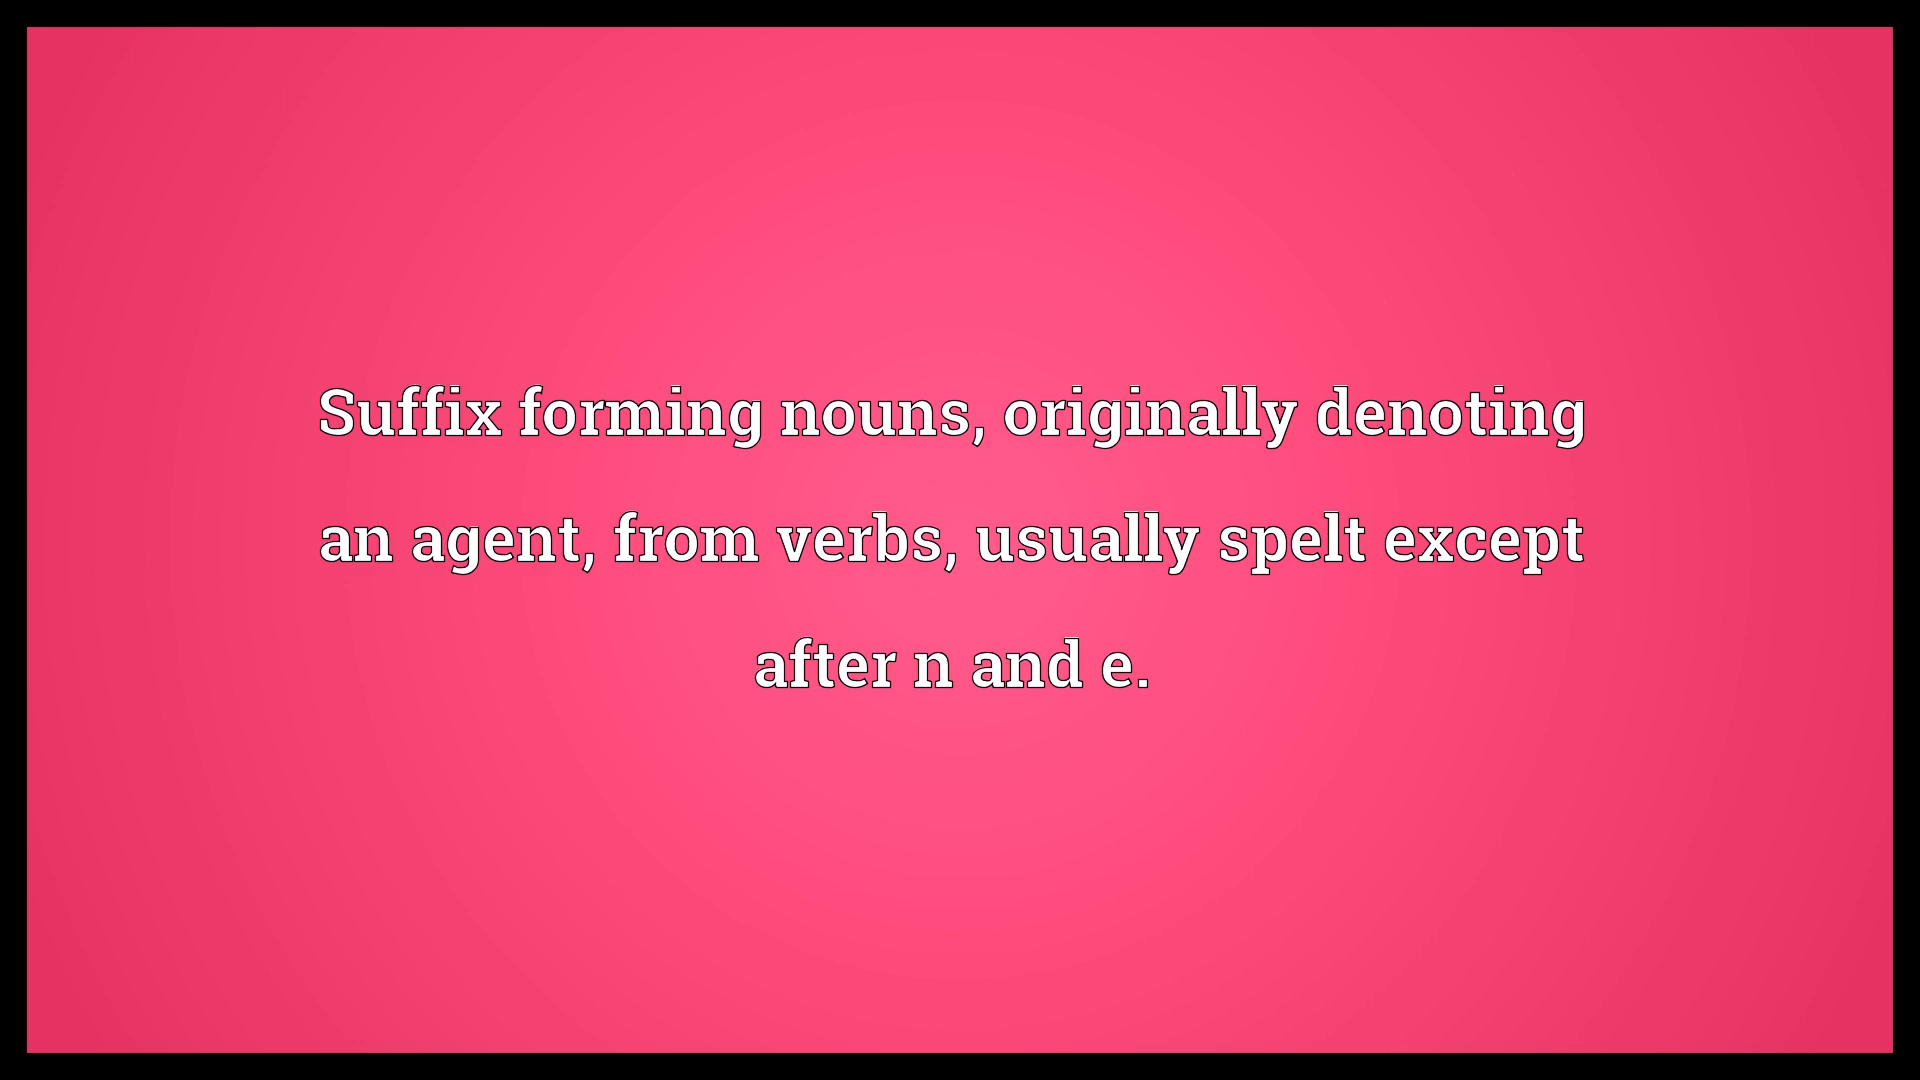 Suffix forming nouns, originally denoting
an agent, from verbs, usually spelt except
after n and e.